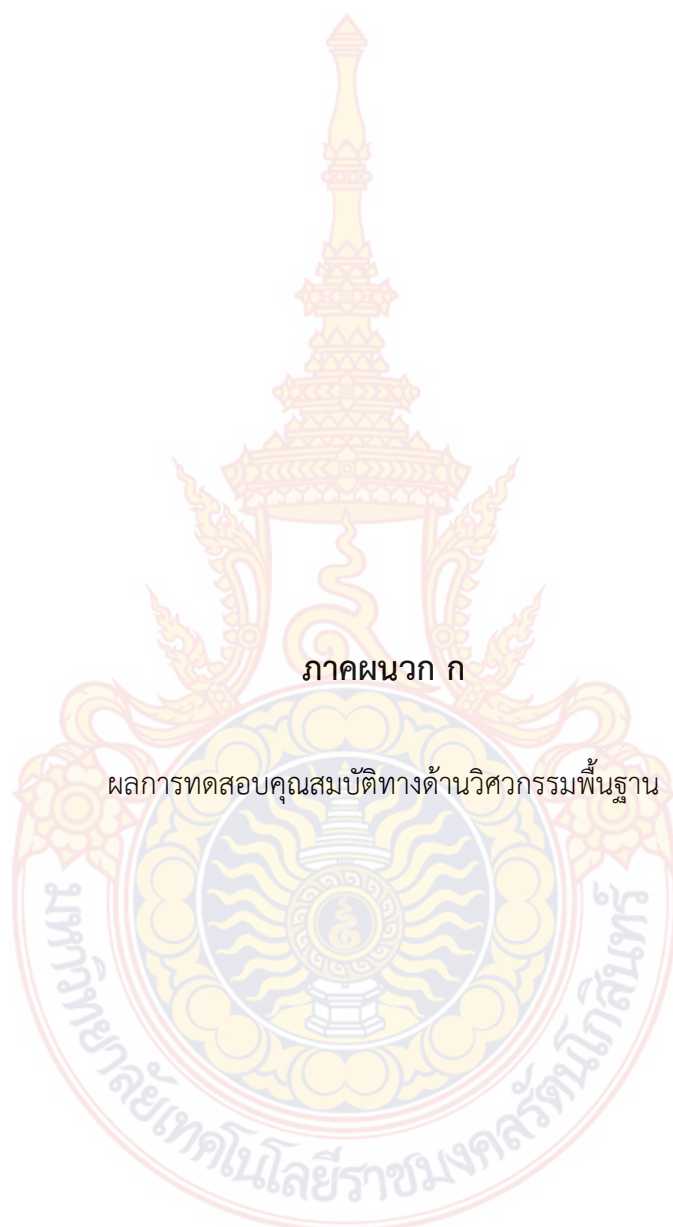 ภาคผนวก ก
ผลการทดสอบคุณสมบัติทางด้านวิศวกรรมพื้นฐาน
มหาวิทยาลัยเทคโนโลยีราชมงคลรัตนโกสินทร์